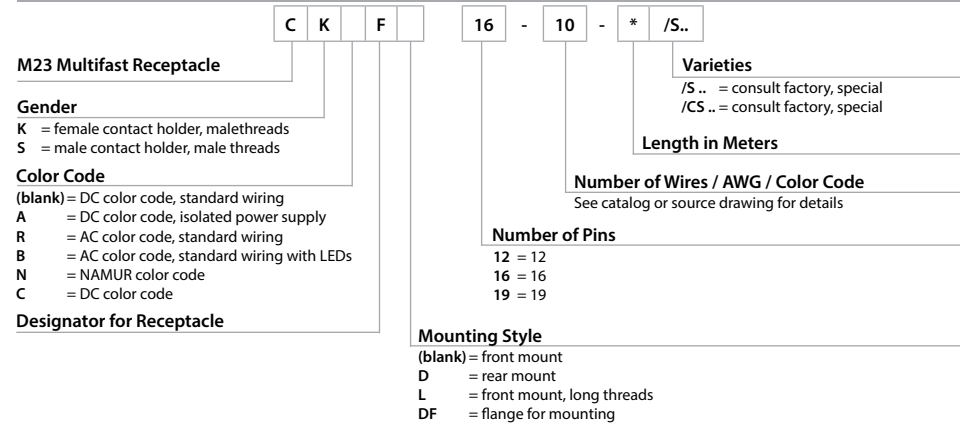 C K F 16 - 10 - * /S..
M23 Multifast Receptacle
Gender
K = female contact holder, malethreads
S = male contact holder, male threads
Color Code
(blank) = DC color code, standard wiring
A = DC color code, isolated power supply
R = AC color code, standard wiring
B = AC color code, standard wiring with LEDs
N = NAMUR color code
C = DC color code
Designator for Receptacle
Varieties
/S .. = consult factory, special
/CS .. = consult factory, special
Length in Meters
Number of Wires / AWG / Color Code
See catalog or source drawing for details
Number of Pins
12 = 12
16 = 16
19 = 19
Mounting Style
(blank) = front mount
D = rear mount
L = front mount, long threads
DF = flange for mounting